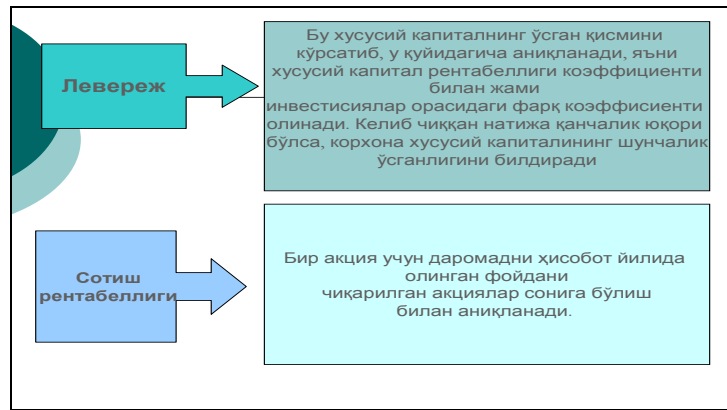 Левереж
Бу хусусий капиталнинг ўсган қисмини
кўрсатиб, у қуйидагича аниқланади, яъни
хусусий капитал рентабеллиги коэффициенти
билан жами
инвестисиялар орасидаги фарқ коэффисиенти
олинади. Келиб чиққан натижа қанчалик юқори
бўлса, корхона хусусий капиталининг шунчалик
ўсганлигини билдиради
Сотиш
рентабеллиги
Бир акция учун даромадни ҳисобот йилида
олинган фойдани
чиқарилган акциялар сонига бўлиш
билан аниқланади.